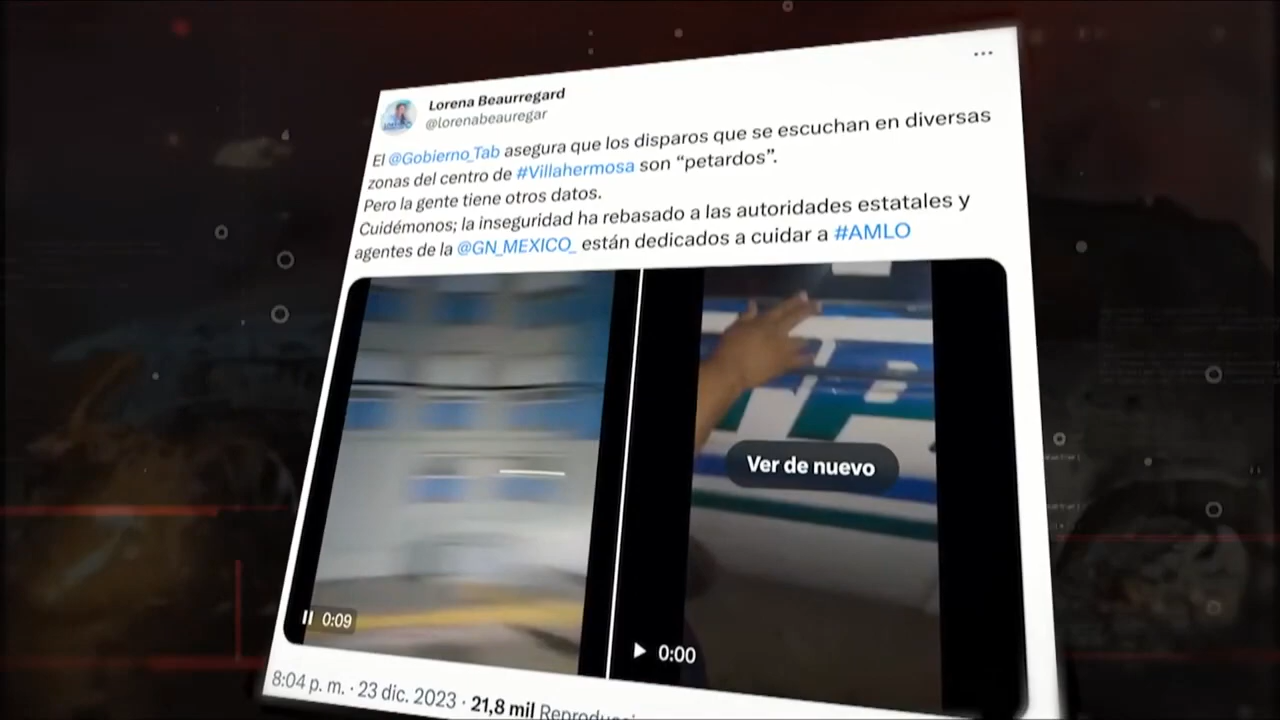 Lorena Beaurregard
@lorenabeauregar
El @Gobierno_Tab asegura que los disparos que se escuchan en diversas
zonas del centro de #Villahermosa son “petardos”.
Pero la gente tiene otros datos.
Cuidémonos; la inseguridad ha rebasado a las autoridades estatales y
agentes de la @GN_MEXICO_ están dedicados a cuidar a #AMLO
Ver de nuevo
0:09
0:00
8:04 p. m. · 23 dic. 2023 · 21,8 mil